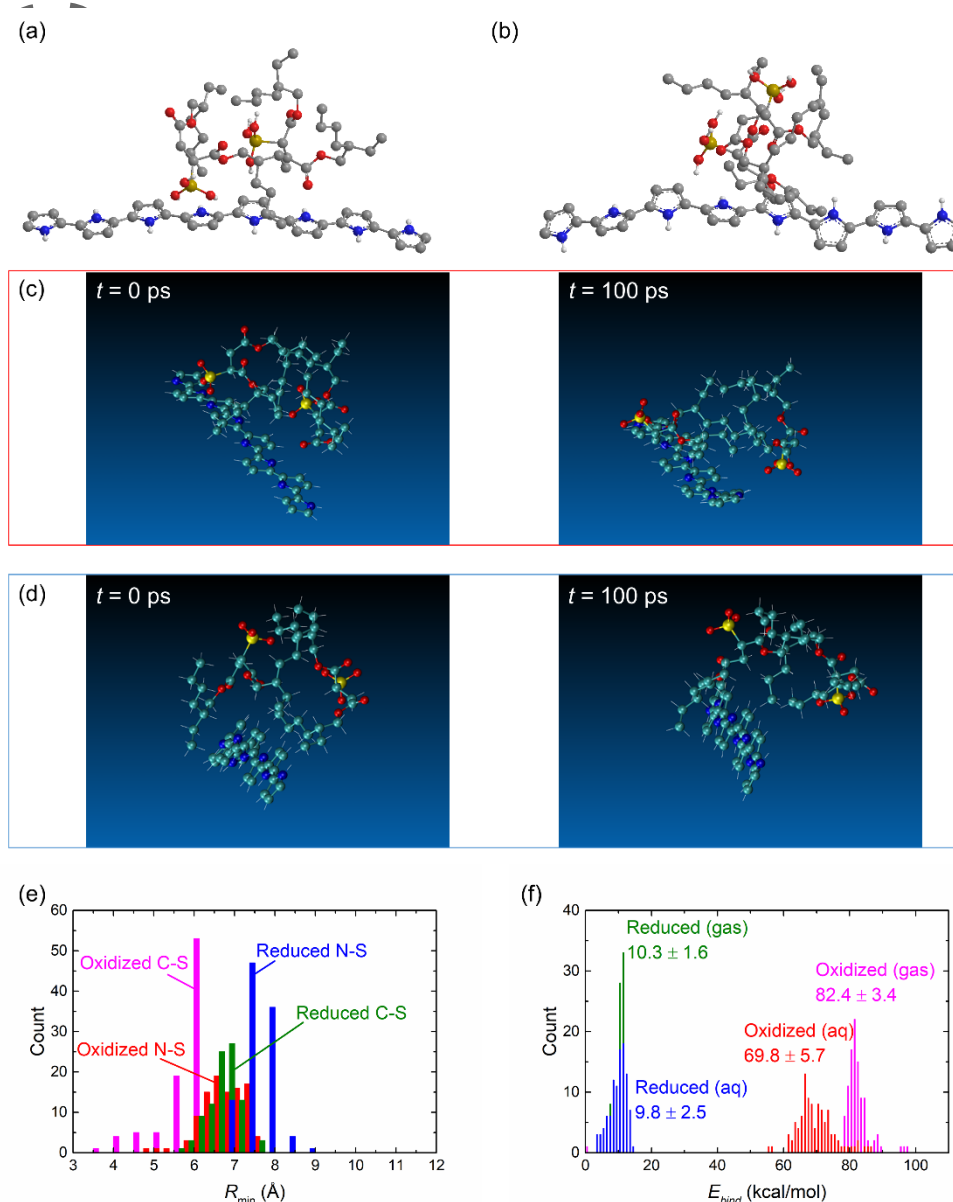 (a)
(b)
(c)
t = 0 ps
t = 100 ps
(d)
t = 0 ps
t = 100 ps
(e)
60
50
40
30
20
10
0
Count
Oxidized C-S
Reduced N-S
Reduced C-S
Oxidized N-S
3 4 5 6 7 8 9 10 11 12
R_min (Å)
(f)
40
30
20
10
0
Count
Reduced (gas)
10.3 ± 1.6
Oxidized (gas)
82.4 ± 3.4
Oxidized (aq)
69.8 ± 5.7
Reduced (aq)
9.8 ± 2.5
0 20 40 60 80 100
E_bind (kcal/mol)